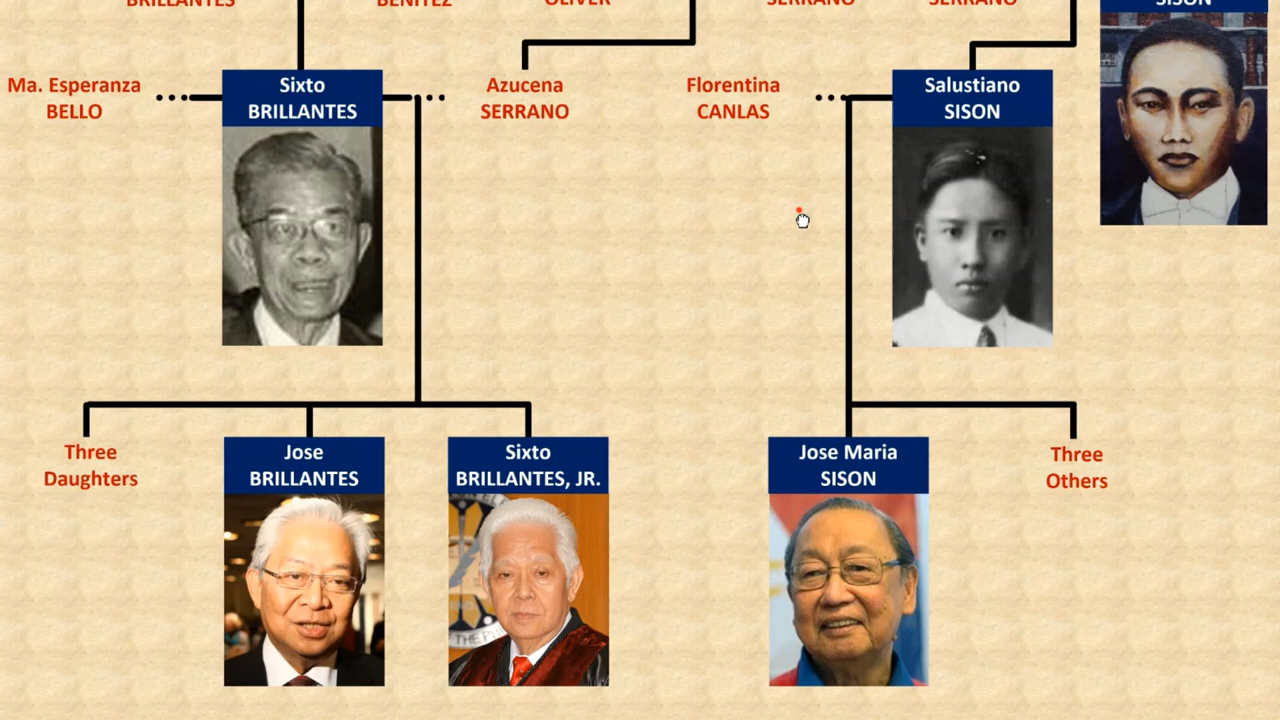 BRILLANTES
BENITEZ
OLIVER
SERRANO
SERRANO
SISON
Ma. Esperanza
BELLO
Sixto
BRILLANTES
Azucena
SERRANO
Florentina
CANLAS
Salustiano
SISON
Three
Daughters
Jose
BRILLANTES
Sixto
BRILLANTES, JR.
Jose Maria
SISON
Three
Others